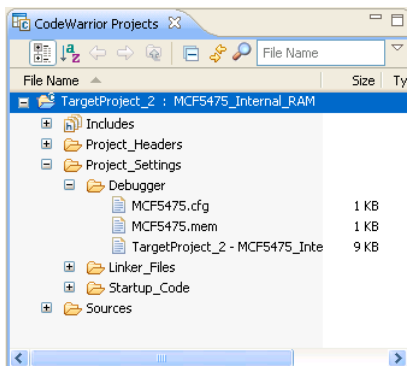 CodeWarrior Projects
File Name
File Name Size Ty
TargetProject_2 : MCF5475_Internal_RAM
Includes
Project_Headers
Project_Settings
Debugger
MCF5475.cfg 1 KB
MCF5475.mem 1 KB
TargetProject_2 - MCF5475_Inte 9 KB
Linker_Files
Startup_Code
Sources